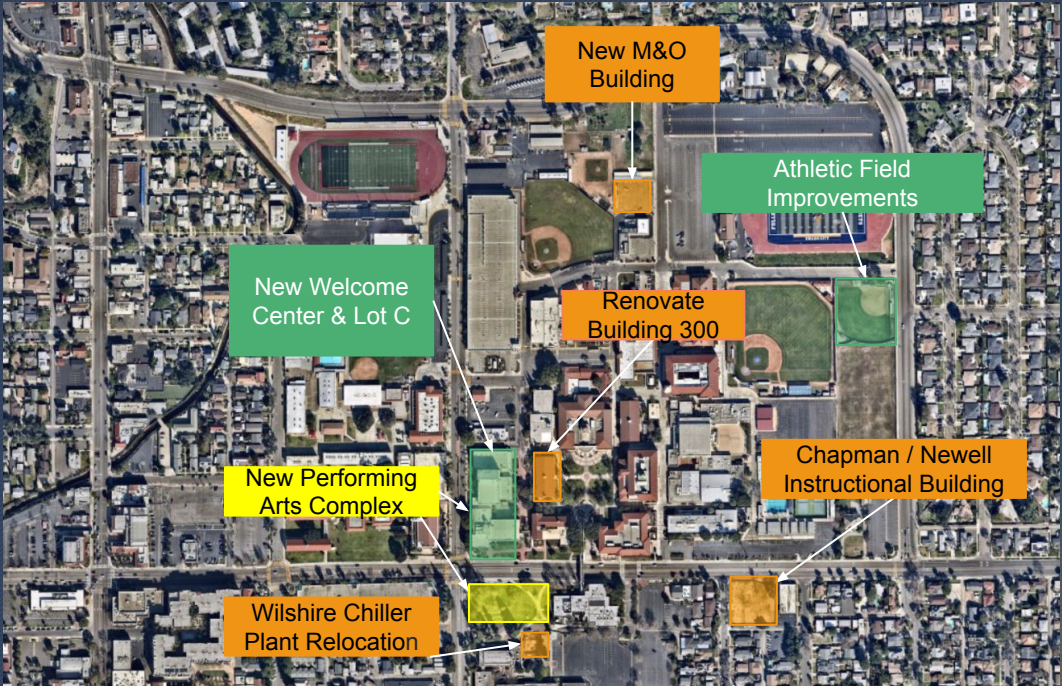 New M&O
Building
Athletic Field
Improvements
New Welcome
Center & Lot C
Renovate
Building 300
Chapman / Newell
Instructional Building
New Performing
Arts Complex
Wilshire Chiller
Plant Relocation